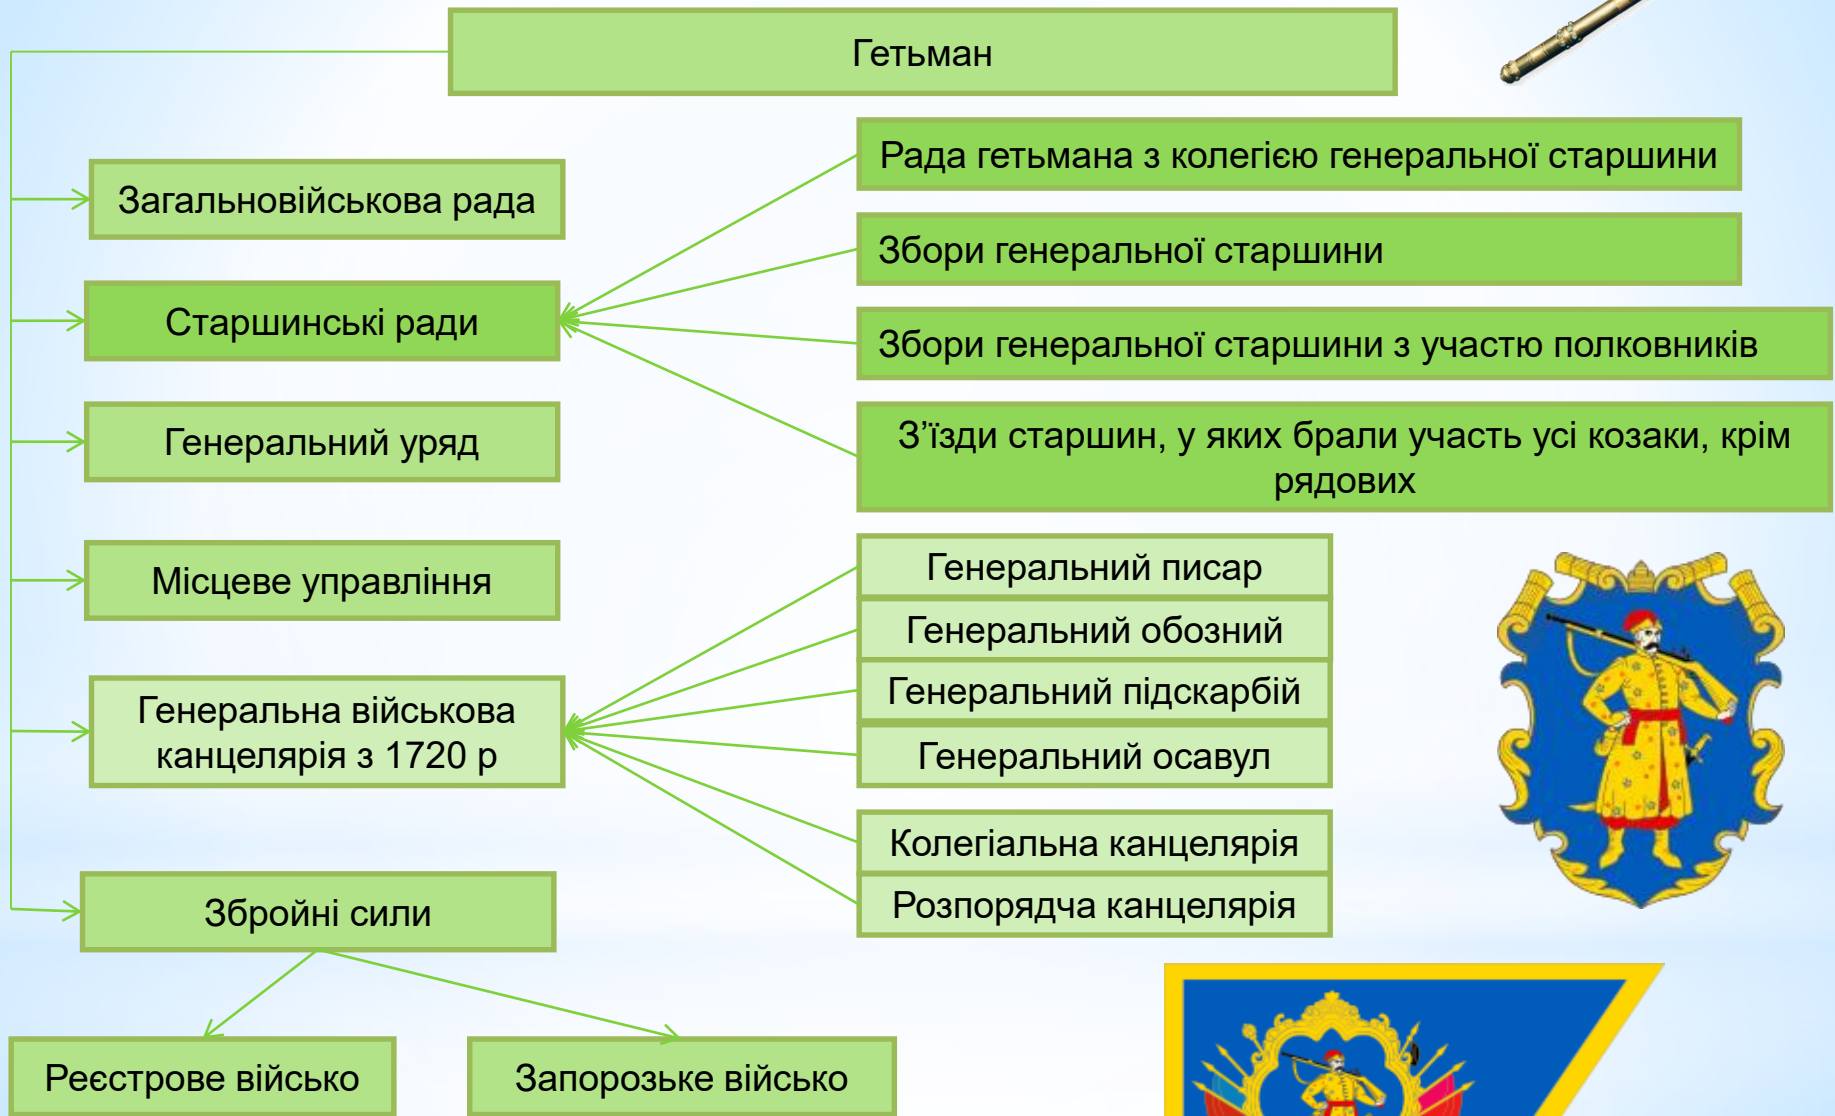 Гетьман
Загальновійськова рада
Старшинські ради
Генеральний уряд
Місцеве управління
Генеральна військова
канцелярія з 1720 р
Збройні сили
Реєстрове військо
Запорозьке військо
Рада гетьмана з колегією генеральної старшини
Збори генеральної старшини
Збори генеральної старшини з участю полковників
З’їзди старшин, у яких брали участь усі козаки, крім
рядових
Генеральний писар
Генеральний обозний
Генеральний підскарбій
Генеральний осавул
Колегіальна канцелярія
Розпорядча канцелярія